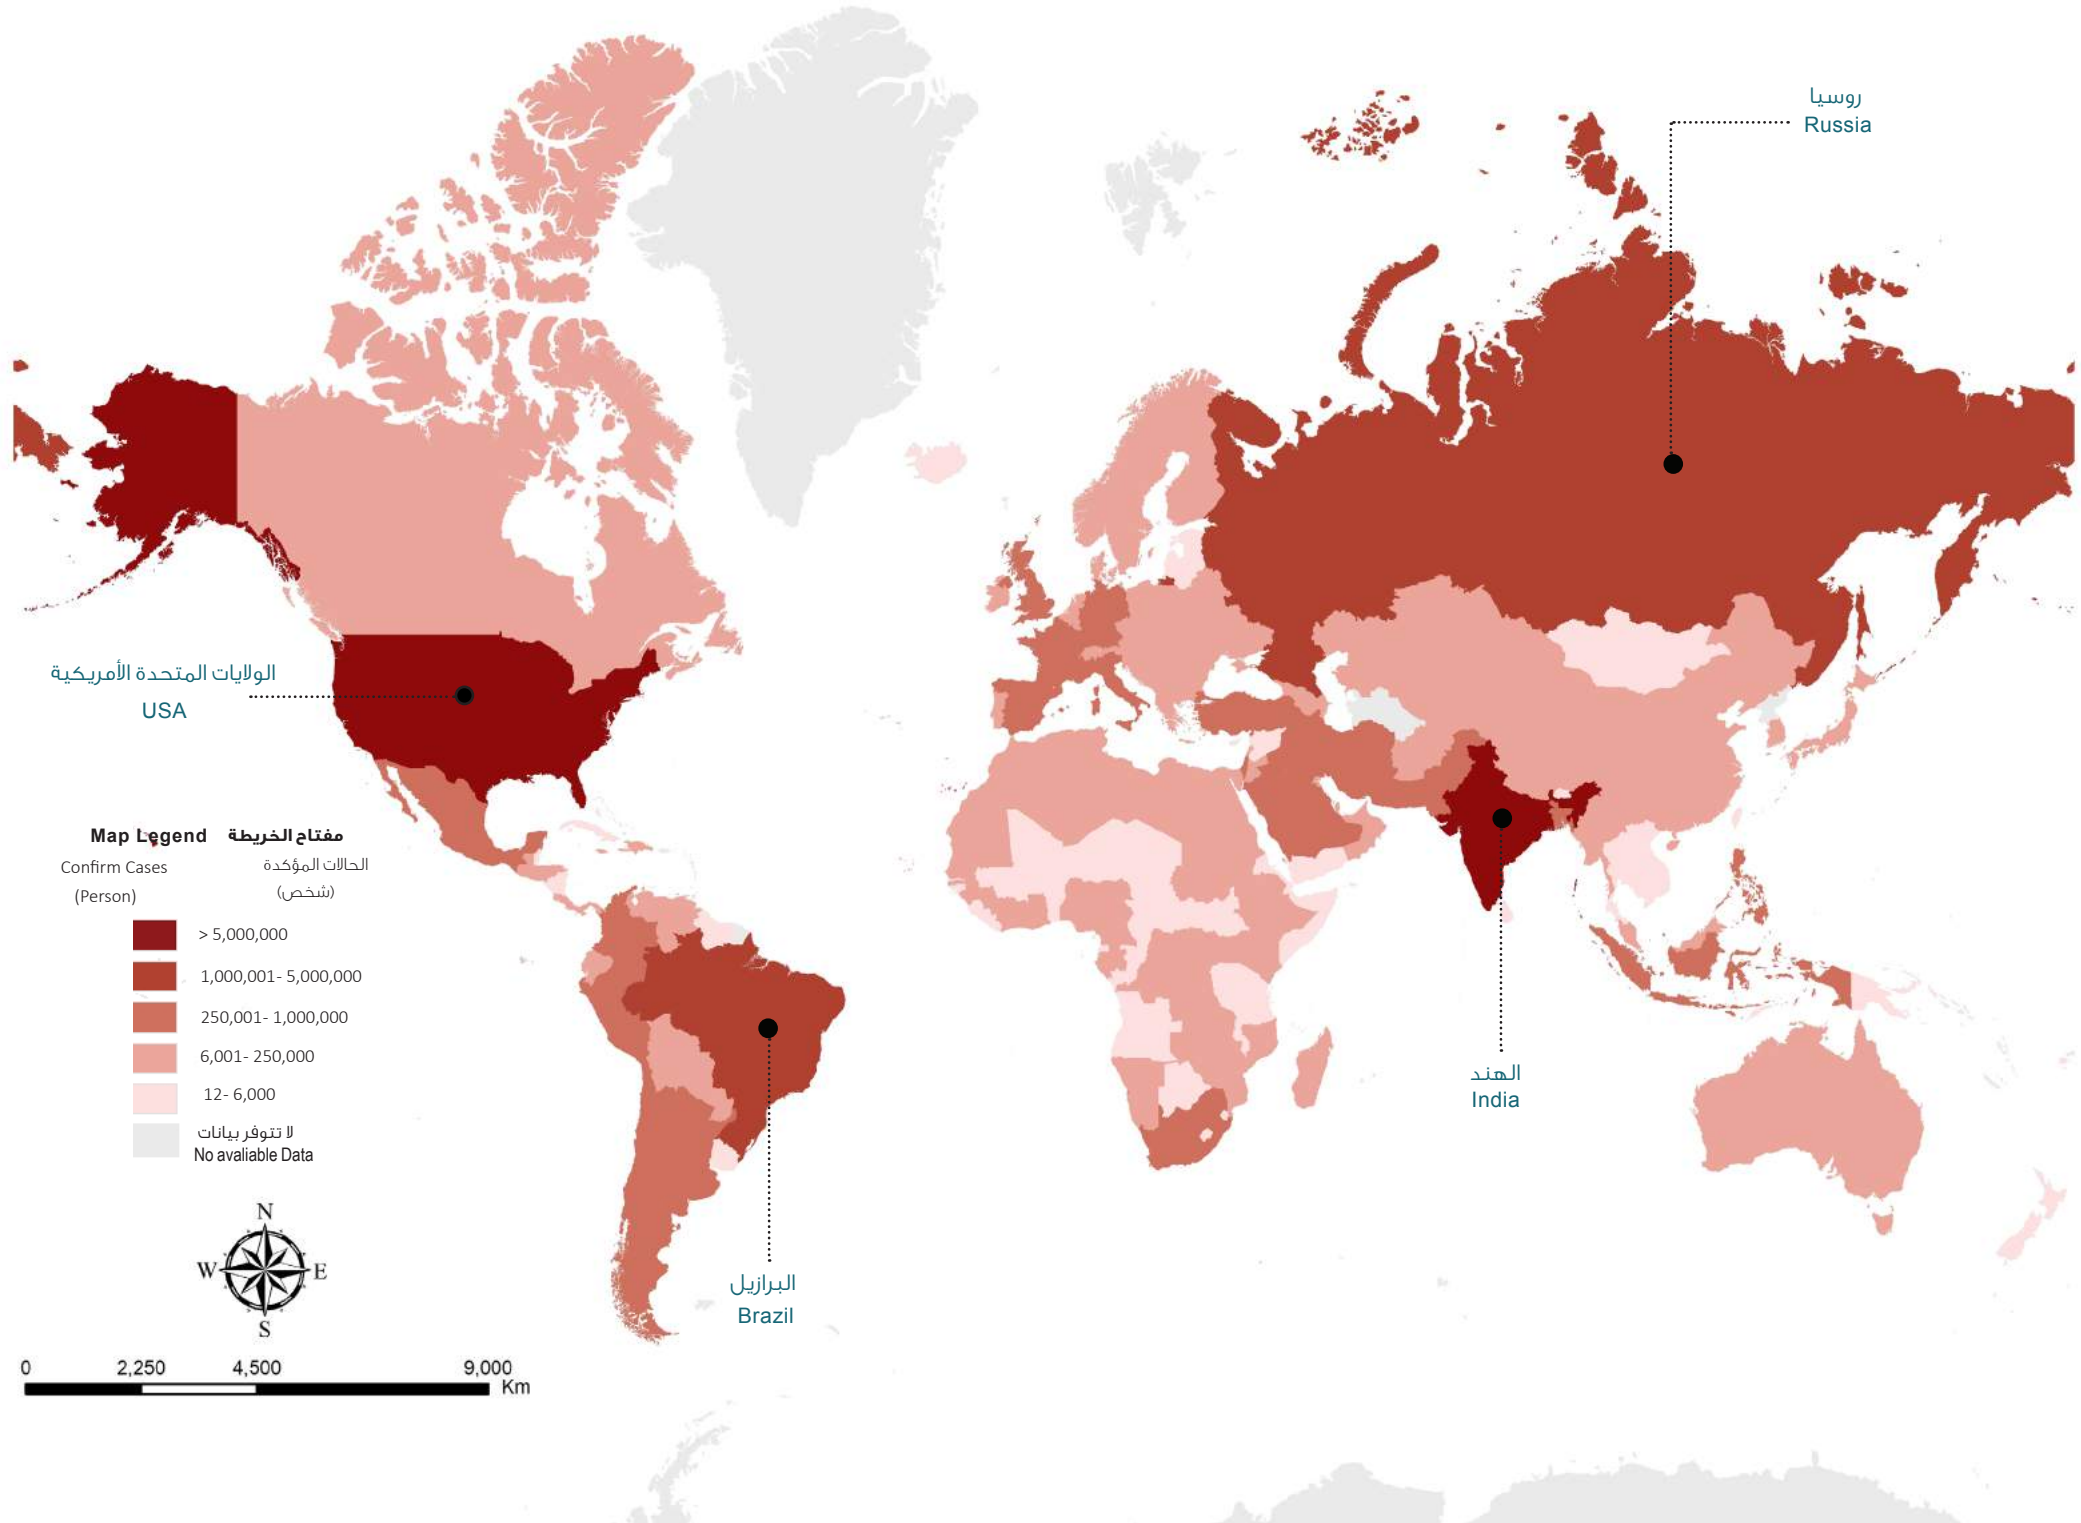 روسيا
Russia
الولايات المتحدة الأمريكية
USA
Map Legend مفتاح الخريطة
Confirm Cases الحالات المؤكدة
(Person) (شخص)
> 5,000,000
1,000,001- 5,000,000
250,001- 1,000,000
6,001- 250,000
12- 6,000
لا تتوفر بيانات
No avaliable Data
الهند
India
البرازيل
Brazil
N
W E
S
0 2,250 4,500 9,000
Km